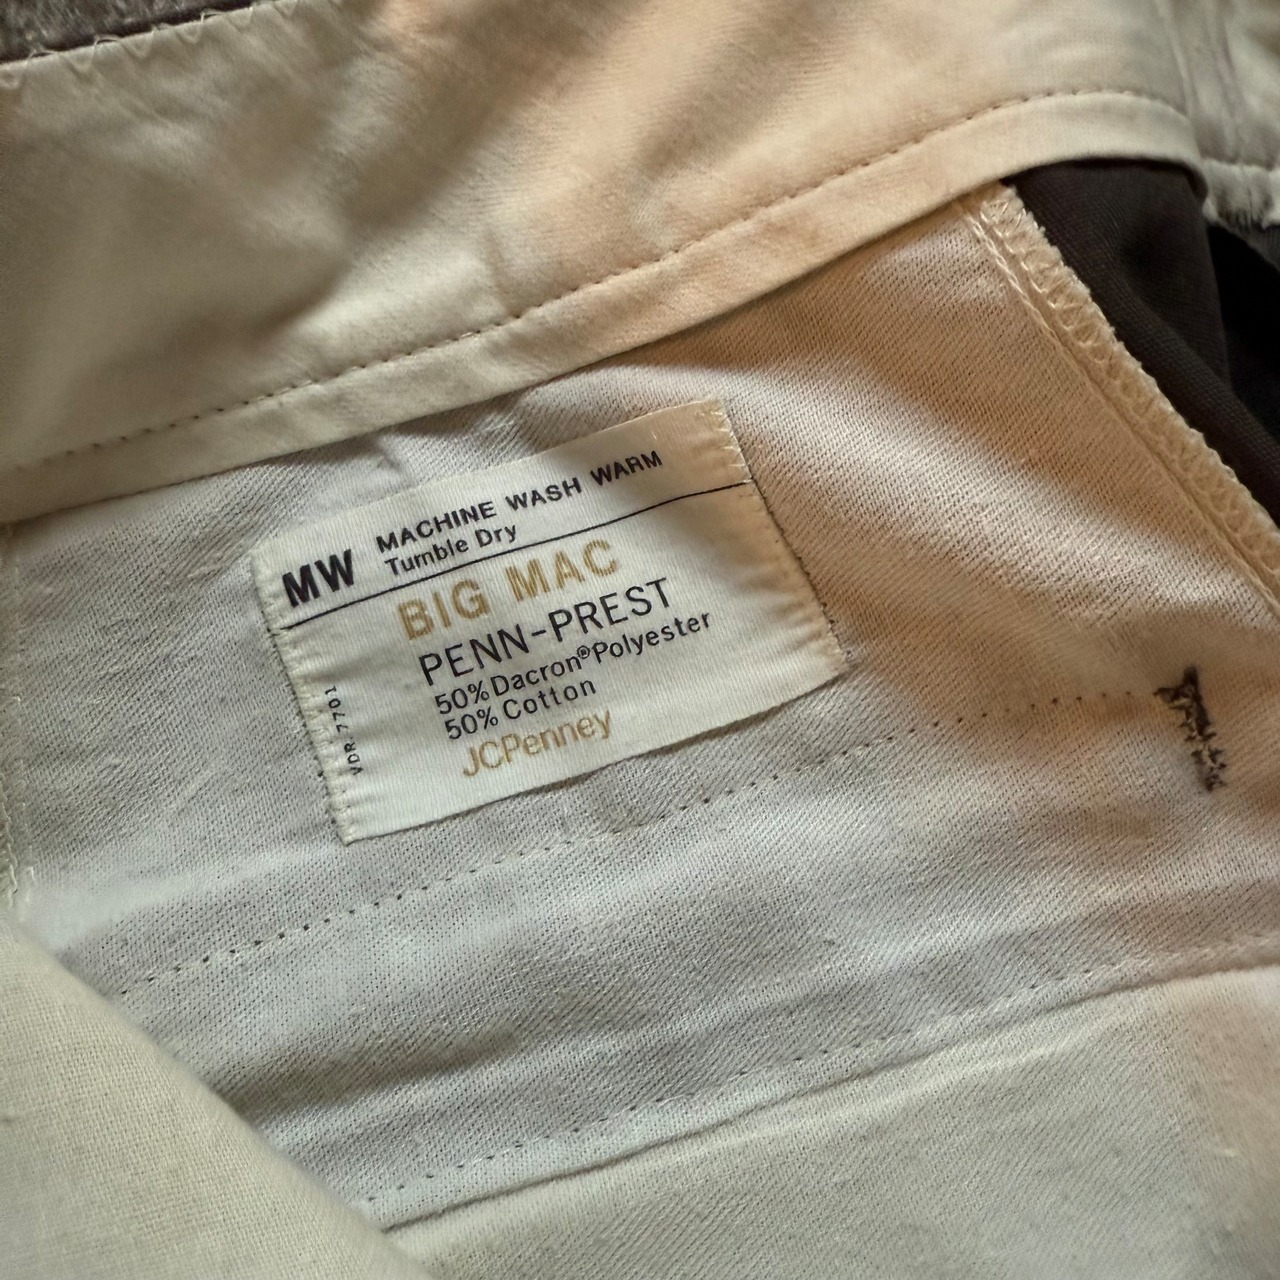 MW MACHINE WASH WARM
Tumble Dry
BIG MAC
PENN-PREST
50% Dacron® Polyester
50% Cotton
JCPenney
VDR. 7701